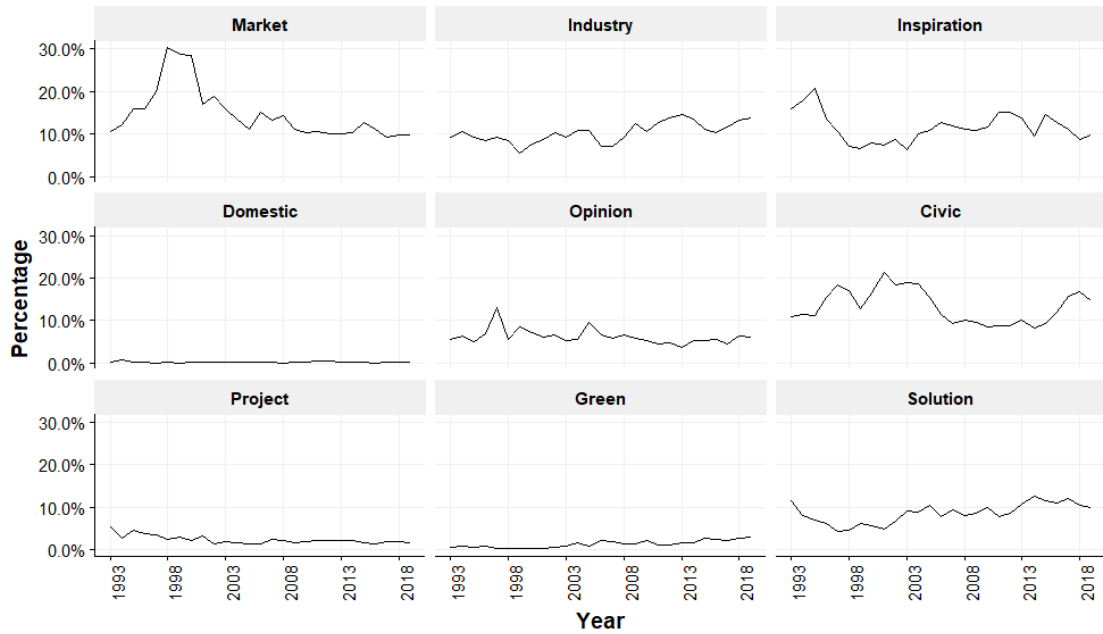 Market Industry Inspiration
30.0%
20.0%
10.0%
0.0%
Domestic Opinion Civic
30.0%
20.0%
10.0%
0.0%
Project Green Solution
30.0%
20.0%
10.0%
0.0%
Percentage
1993 1998 2003 2008 2013 2018 1993 1998 2003 2008 2013 2018 1993 1998 2003 2008 2013 2018
Year